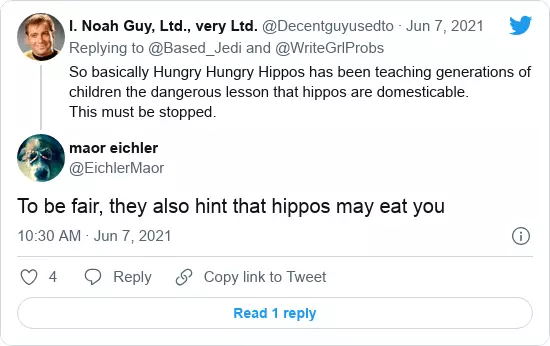 I. Noah Guy, Ltd., very Ltd. @Decentguyusedto · Jun 7, 2021
Replying to @Based_Jedi and @WriteGrlProbs
So basically Hungry Hungry Hippos has been teaching generations of
children the dangerous lesson that hippos are domesticable.
This must be stopped.
maor eichler
@EichlerMaor
To be fair, they also hint that hippos may eat you
10:30 AM · Jun 7, 2021
4 Reply Copy link to Tweet
Read 1 reply